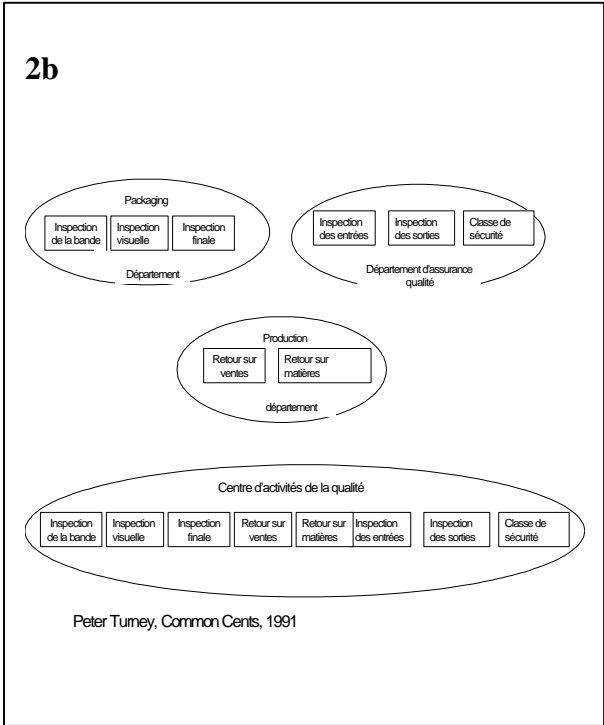 2b
Packaging
Inspection
de la bande
Inspection
visuelle
Inspection
finale
Département
Inspection
des entrées
Inspection
des sorties
Classe de
sécurité
Département d'assurance
qualité
Production
Retour sur
ventes
Retour sur
matières
département
Centre d'activités de la qualité
Inspection
de la bande
Inspection
visuelle
Inspection
finale
Retour sur
ventes
Retour sur
matières
Inspection
des entrées
Inspection
des sorties
Classe de
sécurité
Peter Turney, Common Cents, 1991